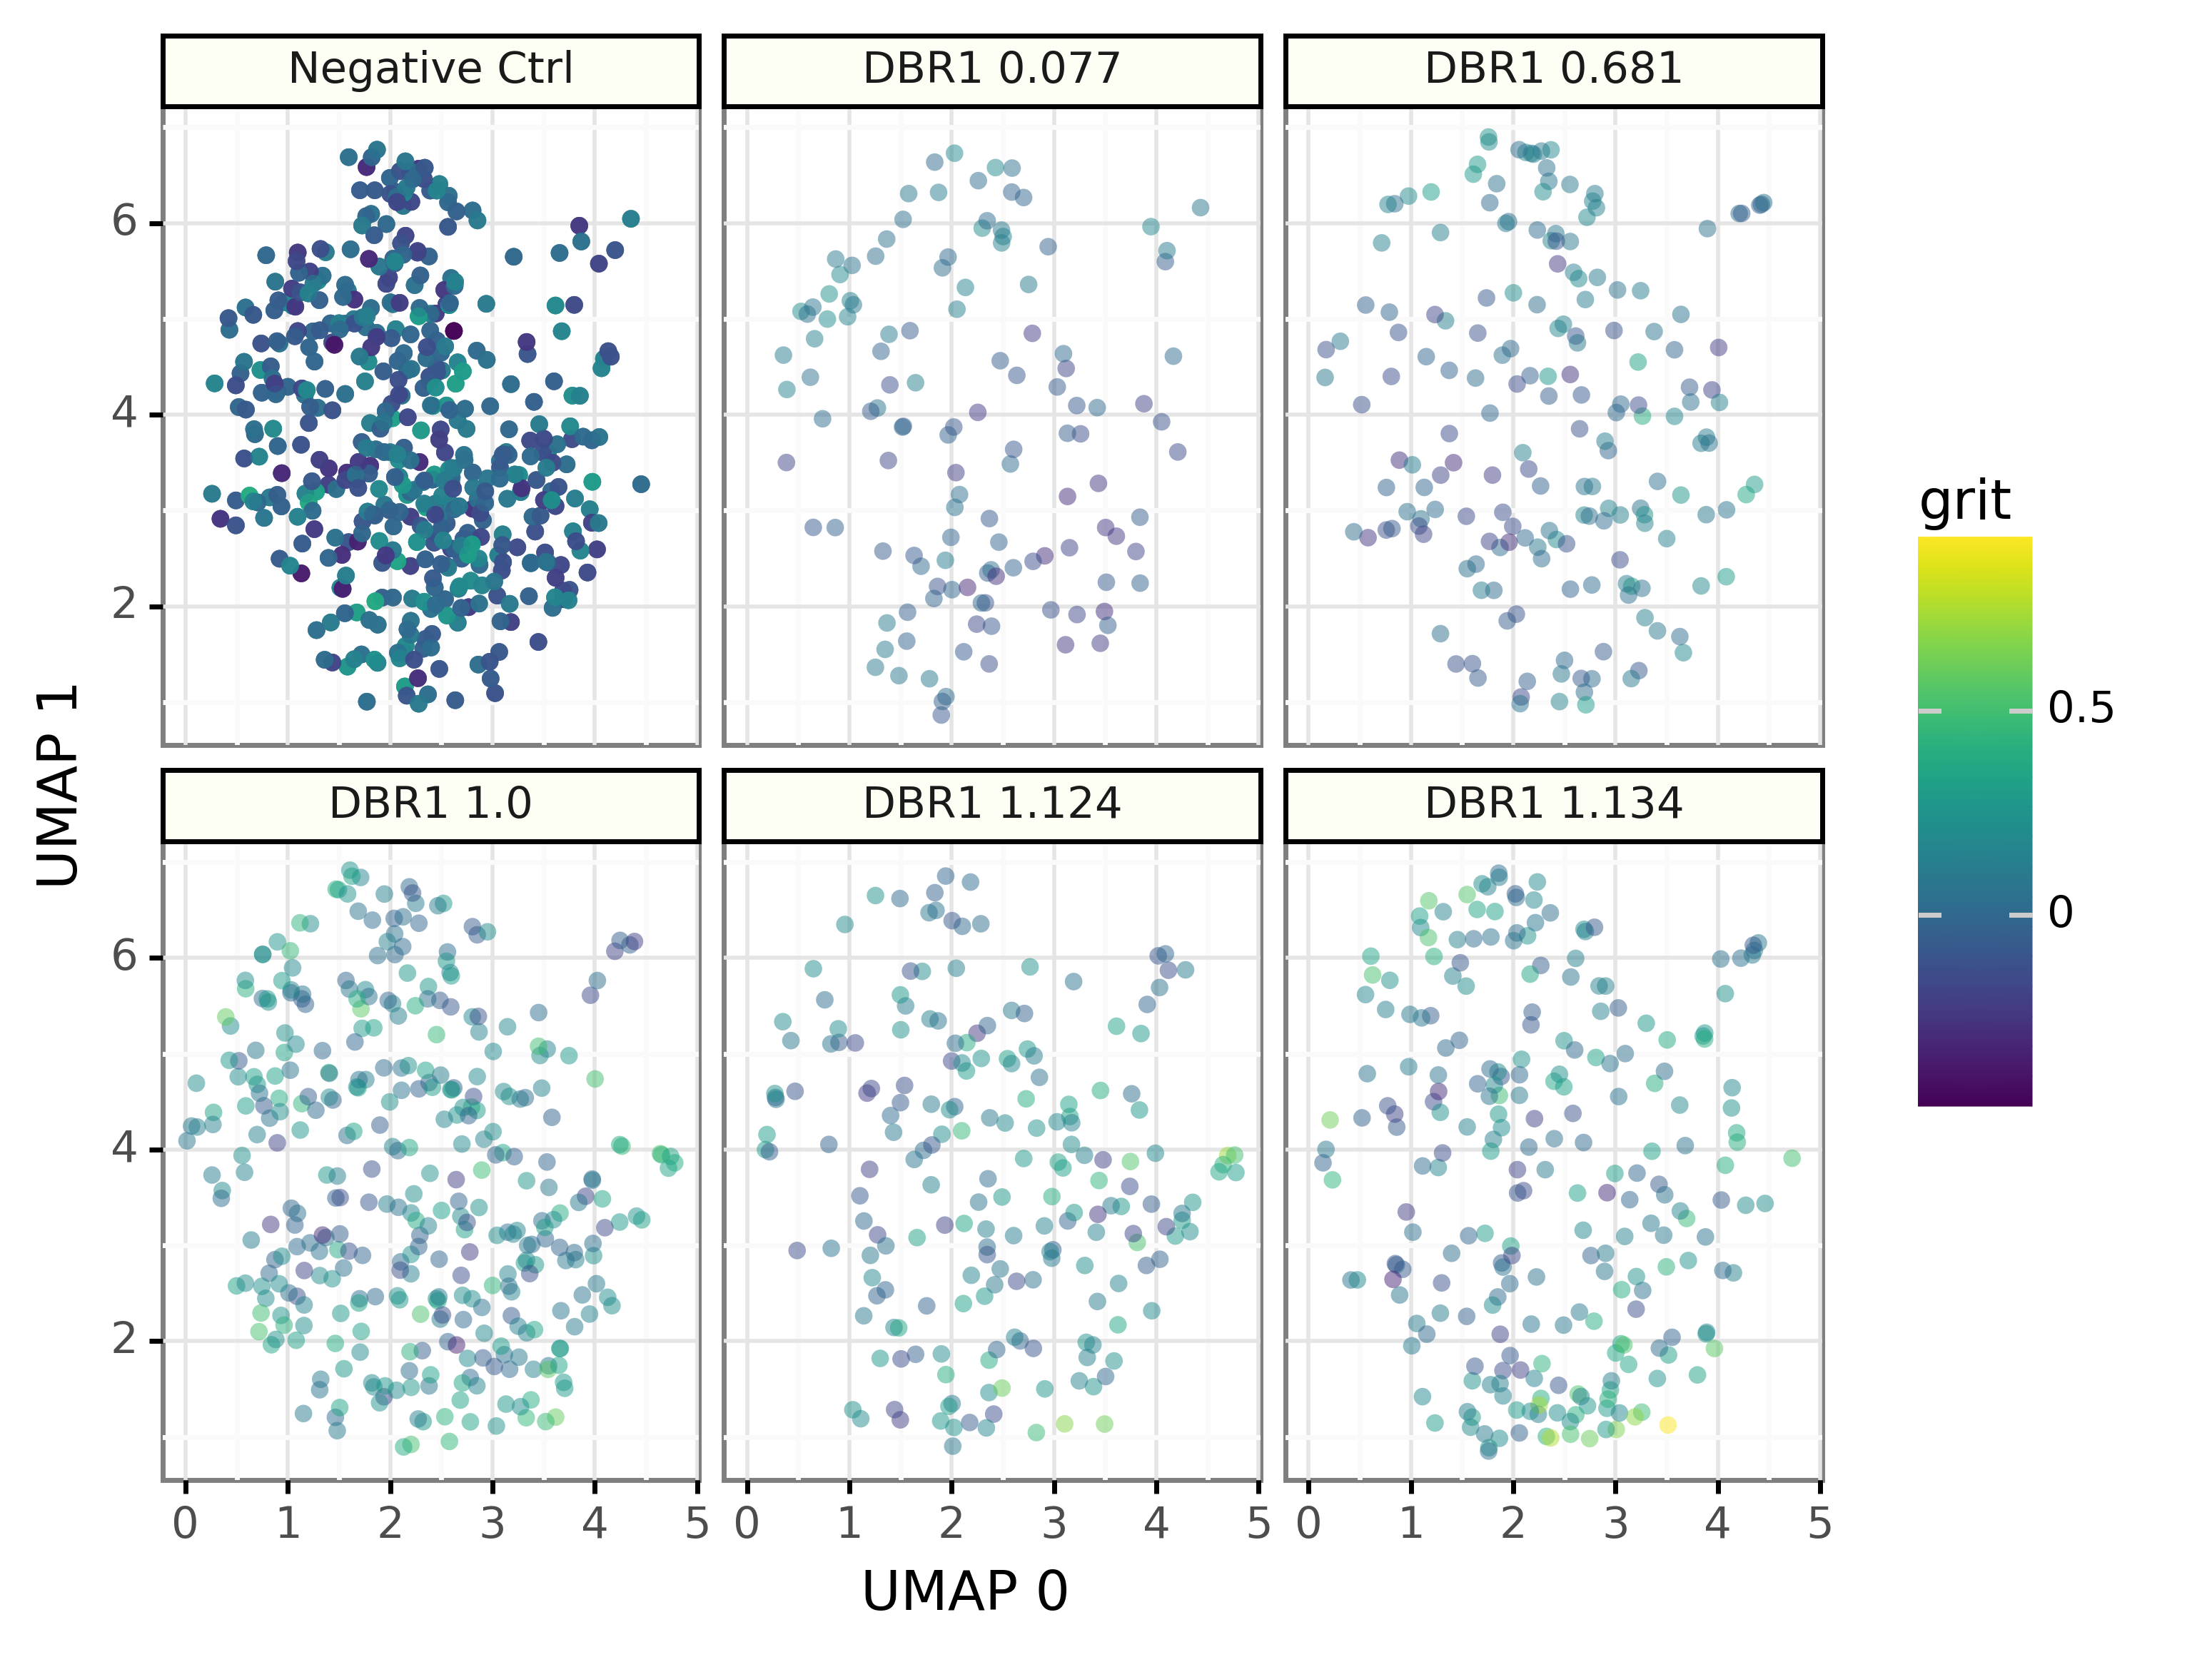 Negative Ctrl
DBR1 0.077
DBR1 0.681
6
4
2
DBR1 1.0
DBR1 1.124
DBR1 1.134
6
4
2
0 1 2 3 4 5
0 1 2 3 4 5
0 1 2 3 4 5
UMAP 0
UMAP 1
grit
0.5
0